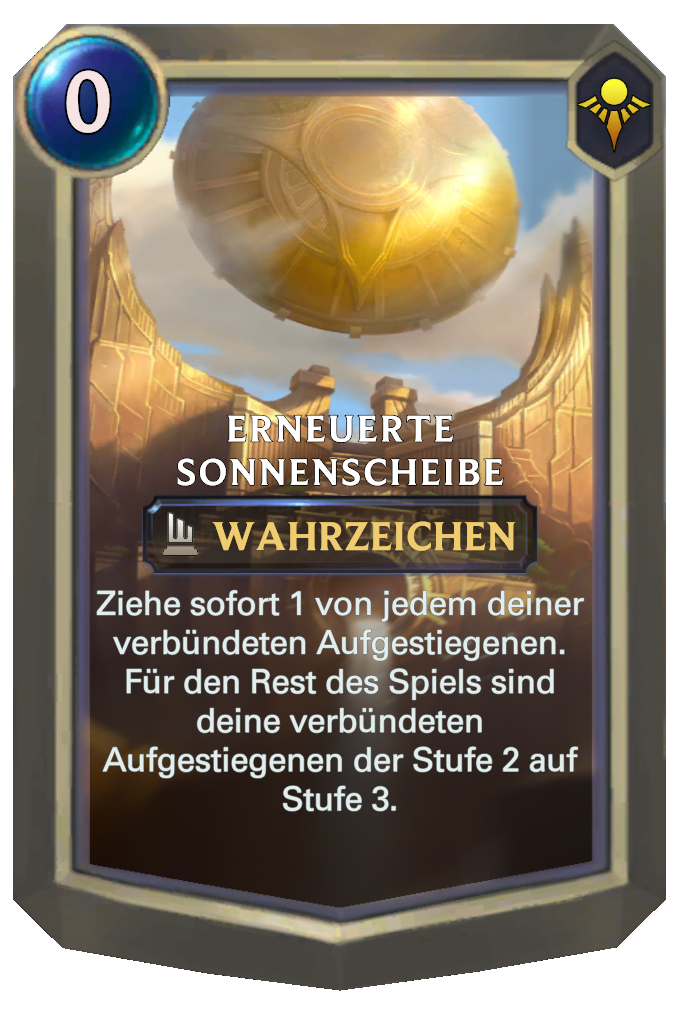 0
ERNEUERTE
SONNENSCHEIBE
WAHRZEICHEN
Ziehe sofort 1 von jedem deiner
verbündeten Aufgestiegenen.
Für den Rest des Spiels sind
deine verbündeten
Aufgestiegenen der Stufe 2 auf
Stufe 3.